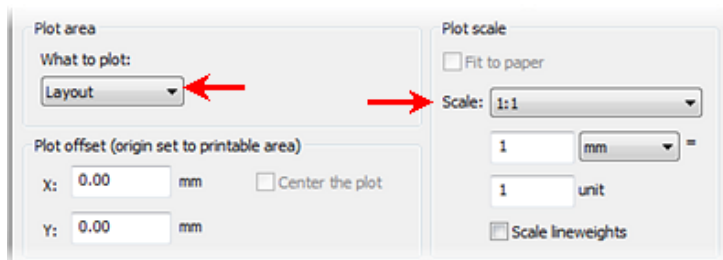 Plot area
What to plot:
Layout
Plot offset (origin set to printable area)
X: 0.00 mm Center the plot
Y: 0.00 mm
Plot scale
Fit to paper
Scale: 1:1
1 mm =
1 unit
Scale lineweights